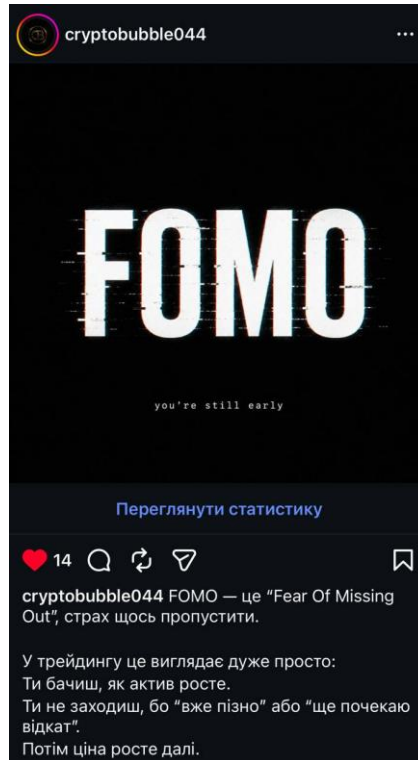 cryptobubble044
FOMO
you're still early
Переглянути статистику
14
cryptobubble044 FOMO — це “Fear Of Missing
Out”, страх щось пропустити.
У трейдингу це виглядає дуже просто:
Ти бачиш, як актив росте.
Ти не заходиш, бо “вже пізно” або “ще почекаю
відкат”.
Потім ціна росте далі.